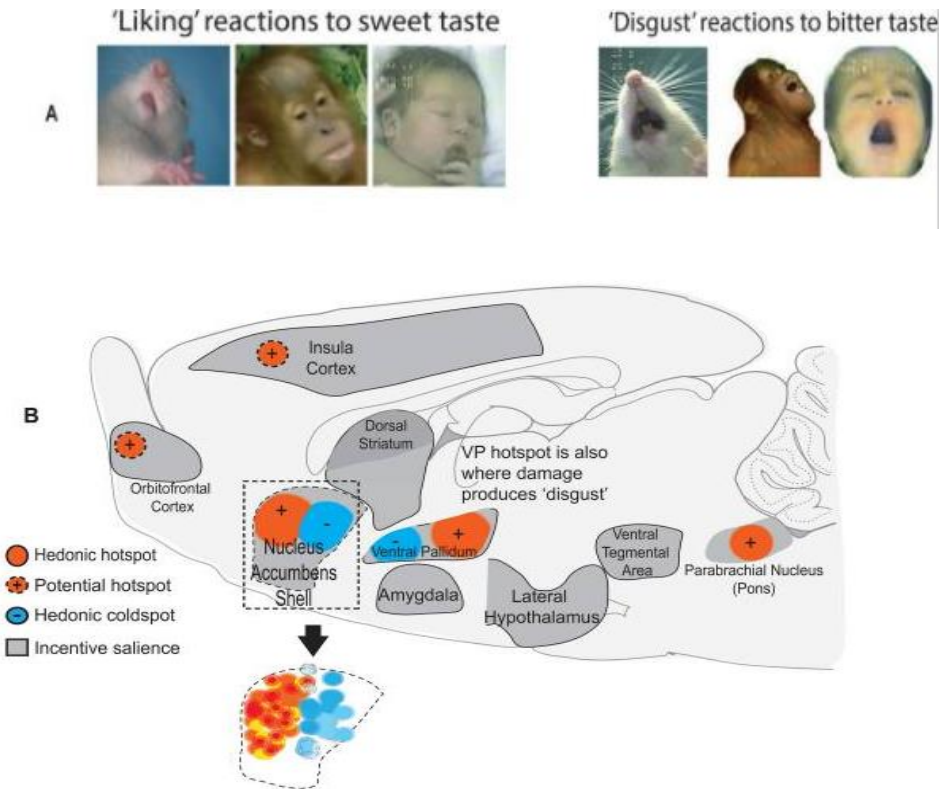 'Liking' reactions to sweet taste
'Disgust' reactions to bitter taste
A
B
+
Insula
Cortex
+
Orbitofrontal
Cortex
Dorsal
Striatum
VP hotspot is also
where damage
produces 'disgust'
+
-
Nucleus
Accumbens
Shell
-
+
Ventral Pallidum
Amygdala
Lateral
Hypothalamus
Ventral
Tegmental
Area
+
Parabrachial Nucleus
(Pons)
Hedonic hotspot
+ Potential hotspot
- Hedonic coldspot
Incentive salience